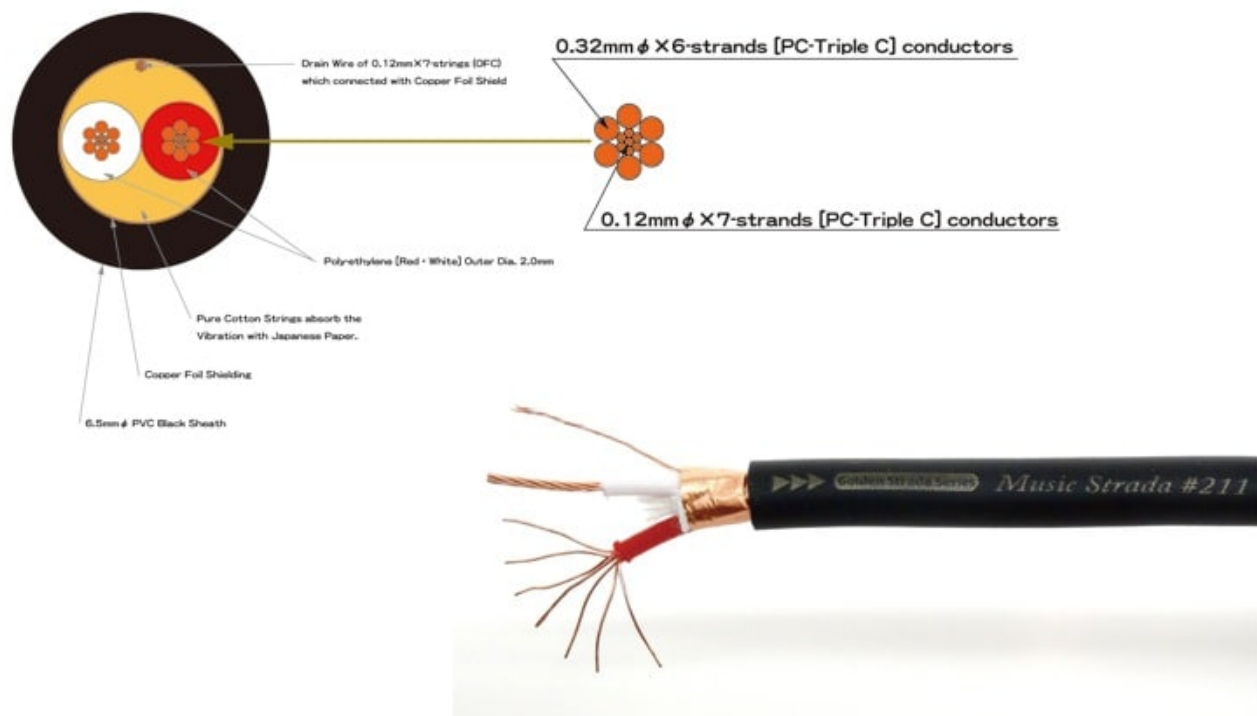 Drain Wire of 0.12mm×7-strings (OFC)
which connected with Copper Foil Shield
0.32mmφ×6-strands [PC-Triple C] conductors
0.12mmφ×7-strands [PC-Triple C] conductors
Poly-ethylene [Red・White] Outer Dia. 2.0mm
Pure Cotton Strings absorb the
Vibration with Japanese Paper.
Copper Foil Shielding
6.5mmφ PVC Black Sheath
Golden Strada Series Music Strada #211